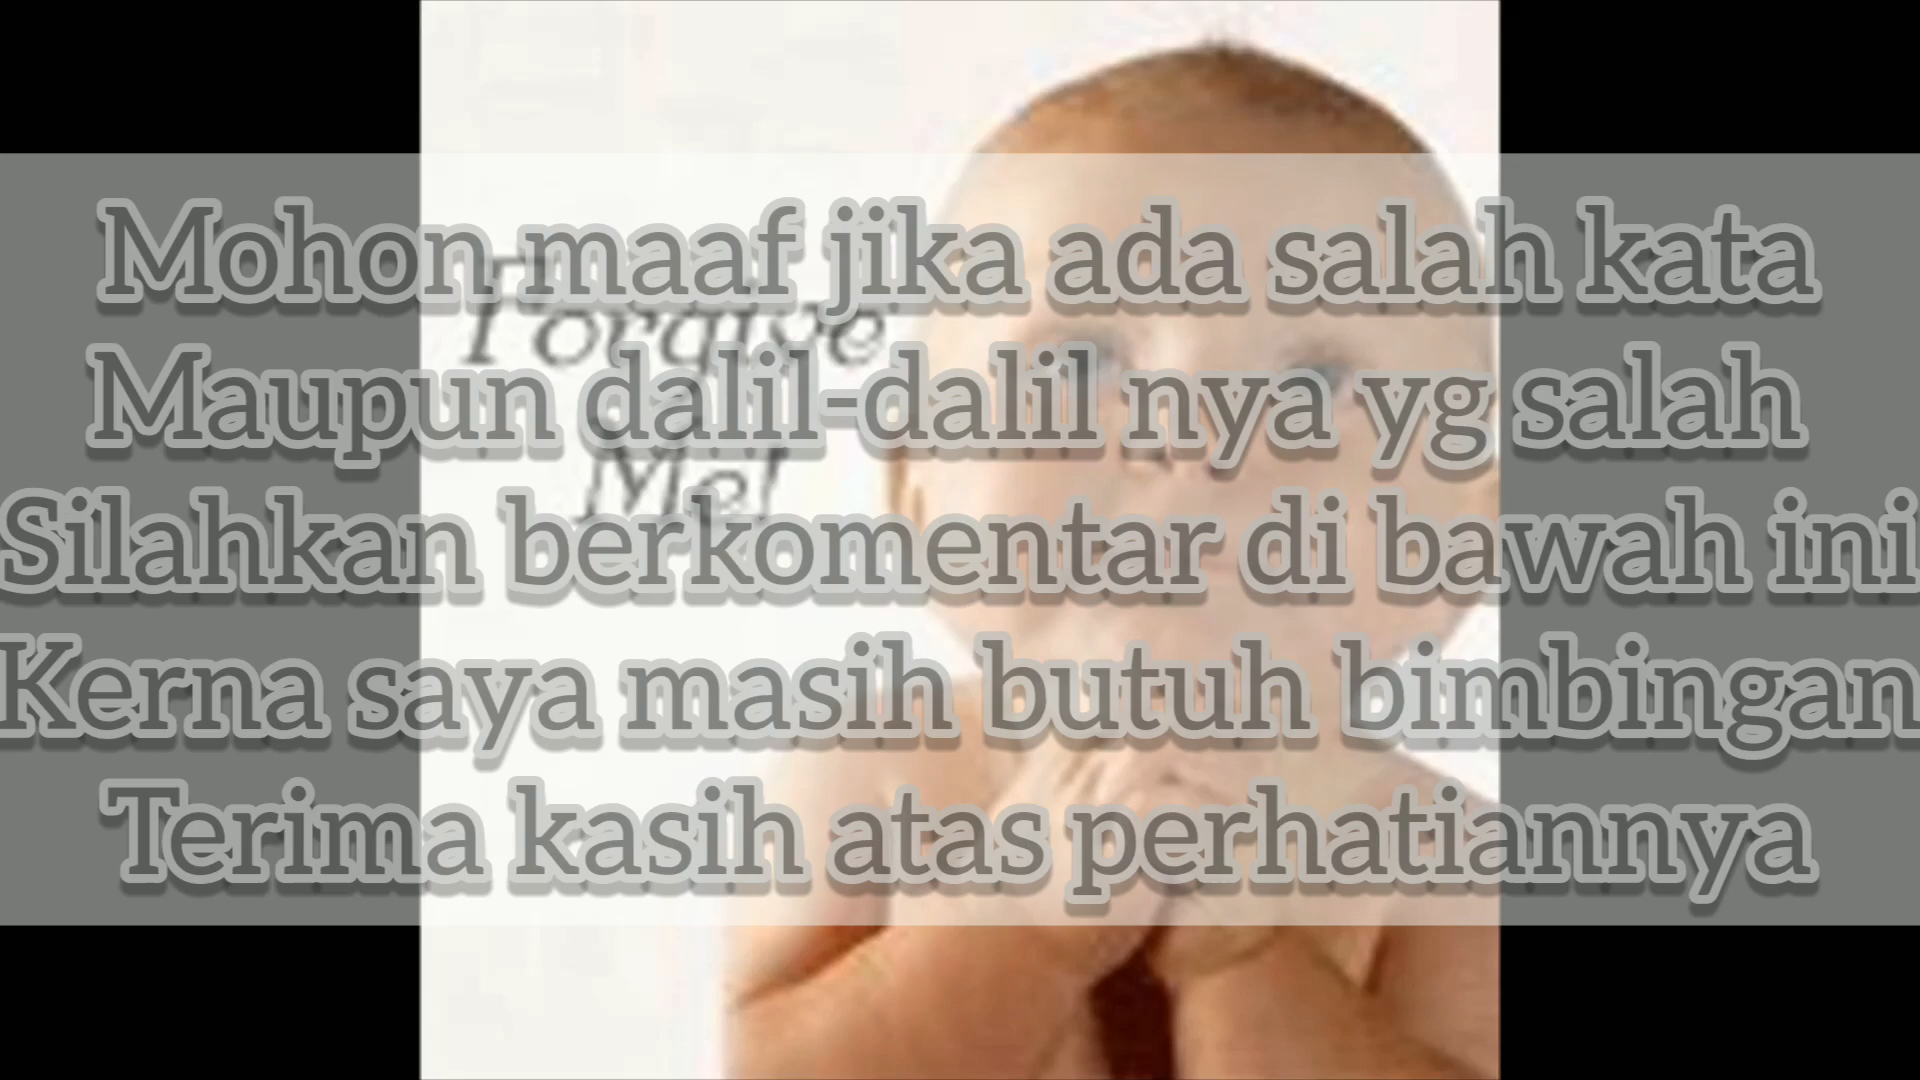 Mohon maaf jika ada salah kata
Maupun dalil-dalil nya yg salah
Silahkan berkomentar di bawah ini
Kerna saya masih butuh bimbingan
Terima kasih atas perhatiannya
Forgive
Me!